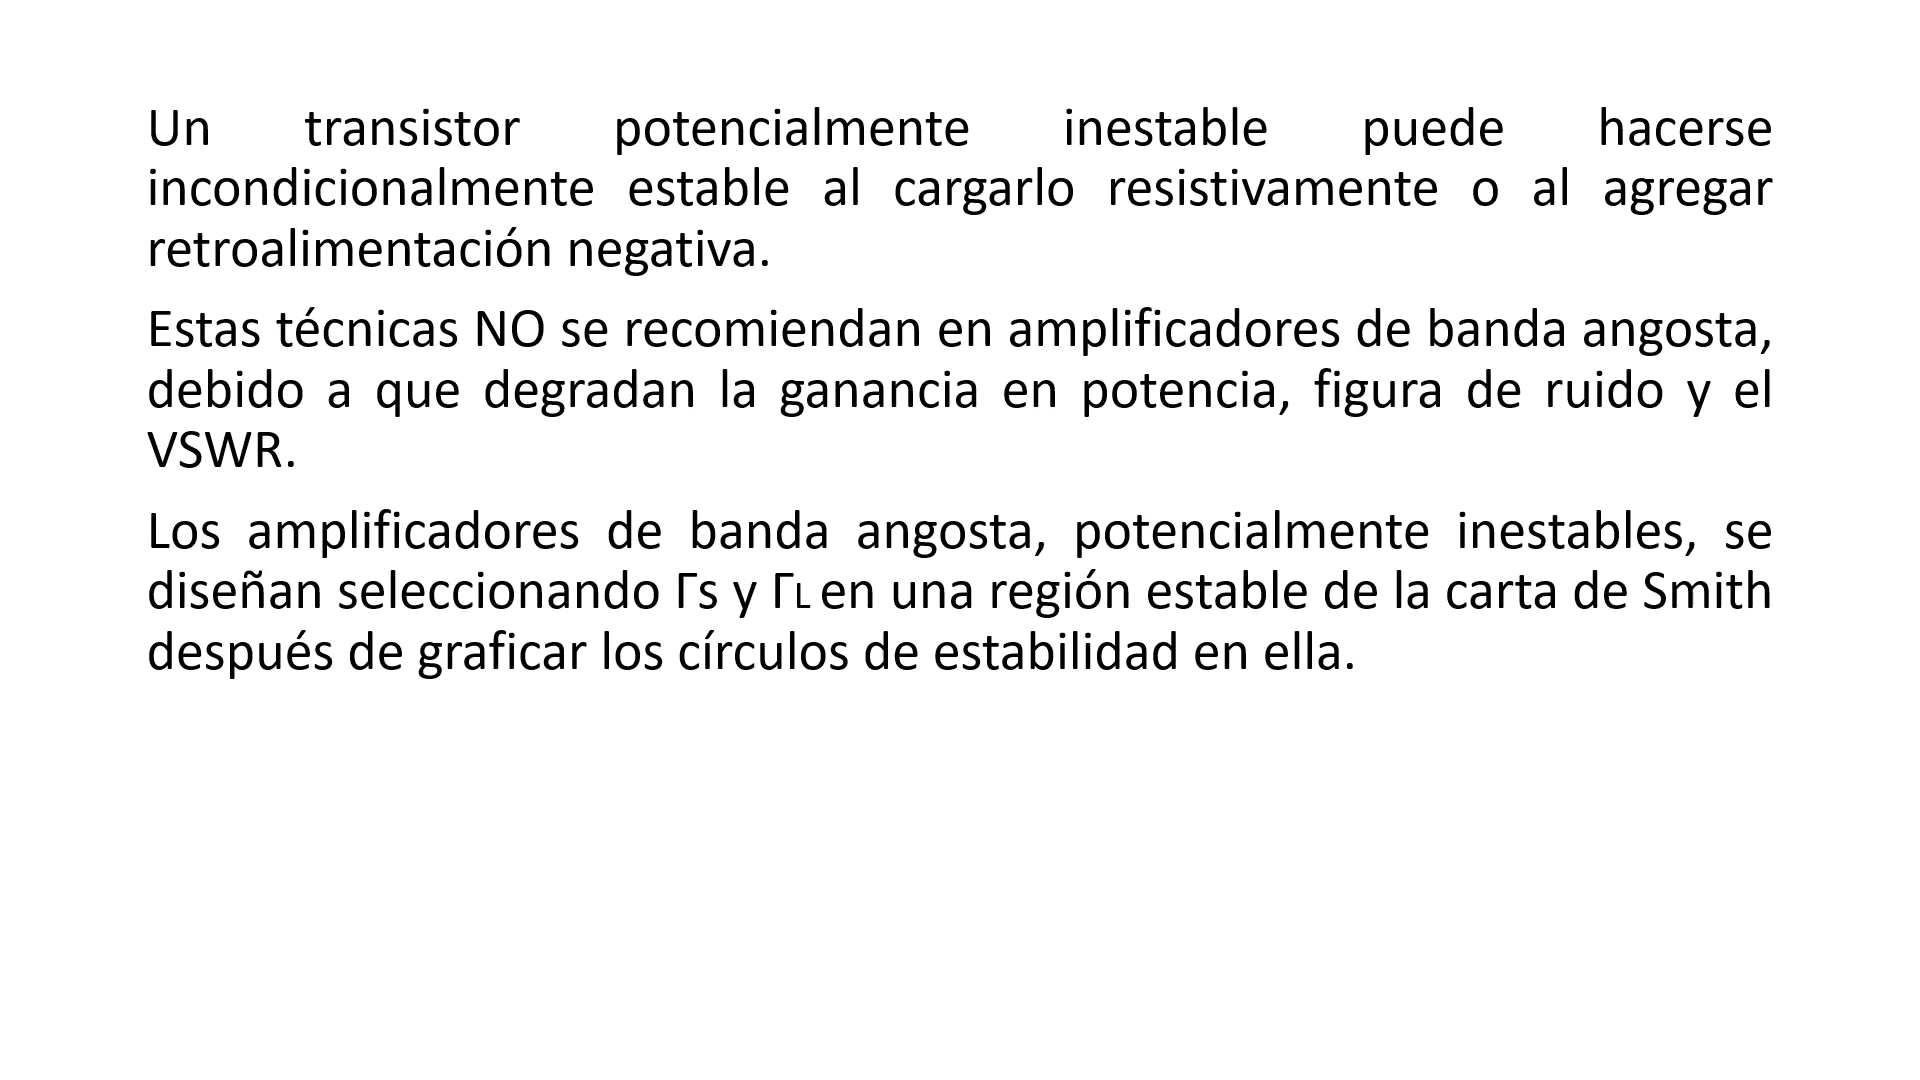 Un transistor potencialmente inestable puede hacerse
incondicionalmente estable al cargarlo resistivamente o al agregar
retroalimentación negativa.
Estas técnicas NO se recomiendan en amplificadores de banda angosta,
debido a que degradan la ganancia en potencia, figura de ruido y el
VSWR.
Los amplificadores de banda angosta, potencialmente inestables, se
diseñan seleccionando Γs y ΓL en una región estable de la carta de Smith
después de graficar los círculos de estabilidad en ella.